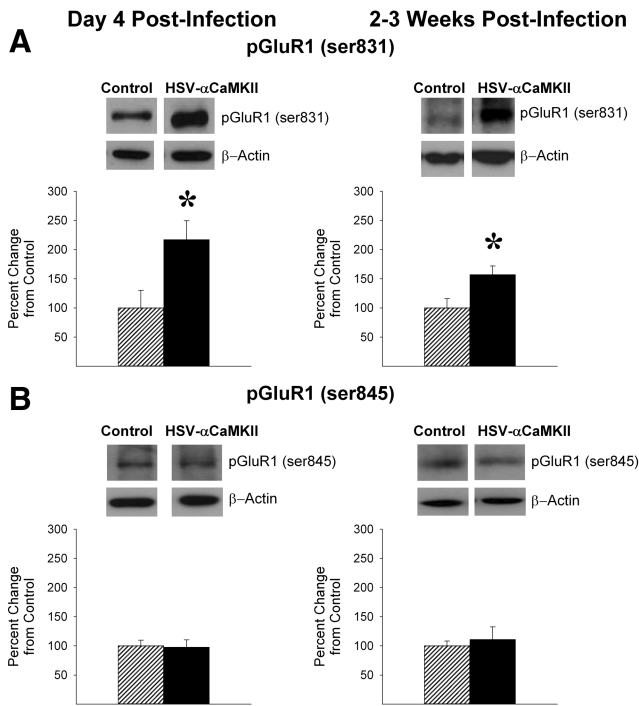 Day 4 Post-Infection 2-3 Weeks Post-Infection
A pGluR1 (ser831)
Control HSV-αCaMKII Control HSV-αCaMKII
pGluR1 (ser831) pGluR1 (ser831)
β–Actin β–Actin
300 300
250 * 250
200 200 *
150 150
100 100
50 50
Percent Change from Control Percent Change from Control
B pGluR1 (ser845)
Control HSV-αCaMKII Control HSV-αCaMKII
pGluR1 (ser845) pGluR1 (ser845)
β–Actin β–Actin
300 300
250 250
200 200
150 150
100 100
50 50
Percent Change from Control Percent Change from Control